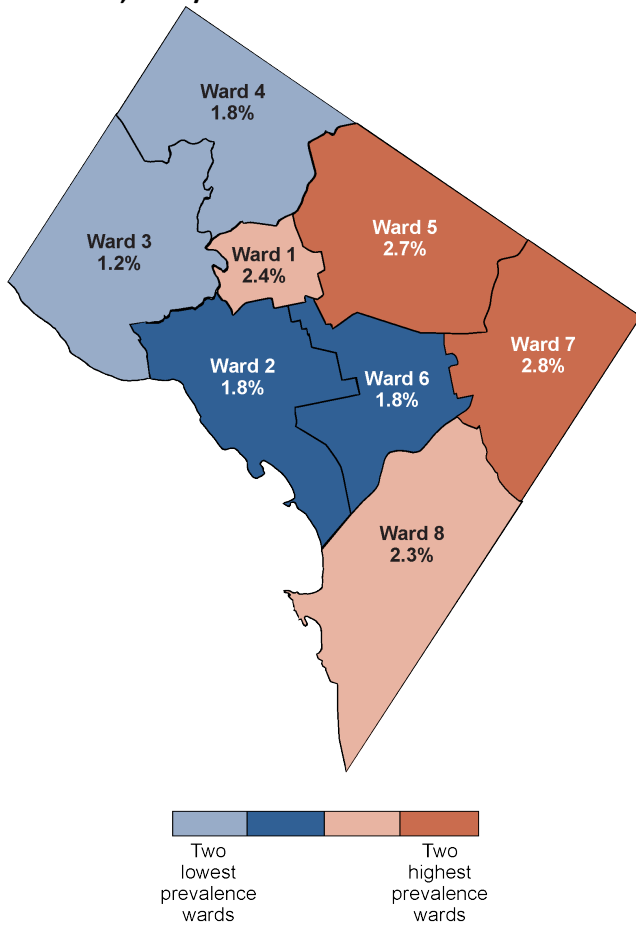 Ward 4
1.8%
Ward 5
2.7%
Ward 3
1.2%
Ward 1
2.4%
Ward 7
2.8%
Ward 2
1.8%
Ward 6
1.8%
Ward 8
2.3%
Two
lowest
prevalence
wards
Two
highest
prevalence
wards